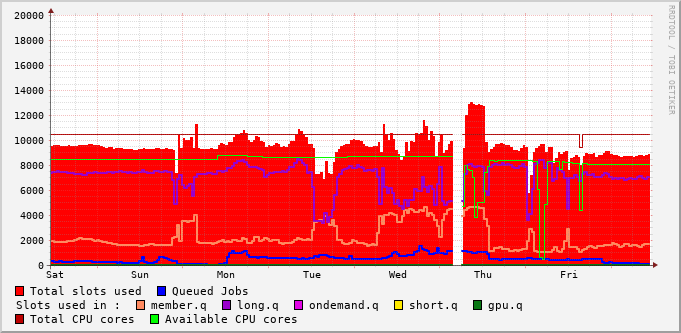 RRDTOOL / TOBI OETIKER
20000
18000
16000
14000
12000
10000
8000
6000
4000
2000
0
Sat Sun Mon Tue Wed Thu Fri
Total slots used Queued Jobs
Slots used in : member.q long.q ondemand.q short.q gpu.q
Total CPU cores Available CPU cores